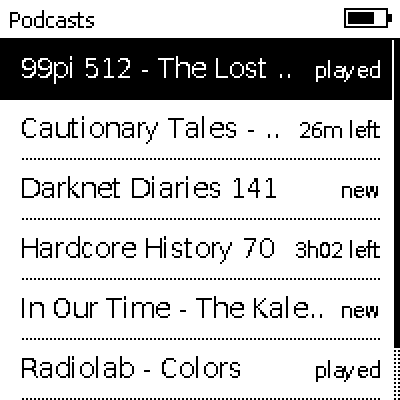 Podcasts
99pi 512 - The Lost .. played
Cautionary Tales - .. 26m left
Darknet Diaries 141 new
Hardcore History 70 3h02 left
In Our Time - The Kale.. new
Radiolab - Colors played